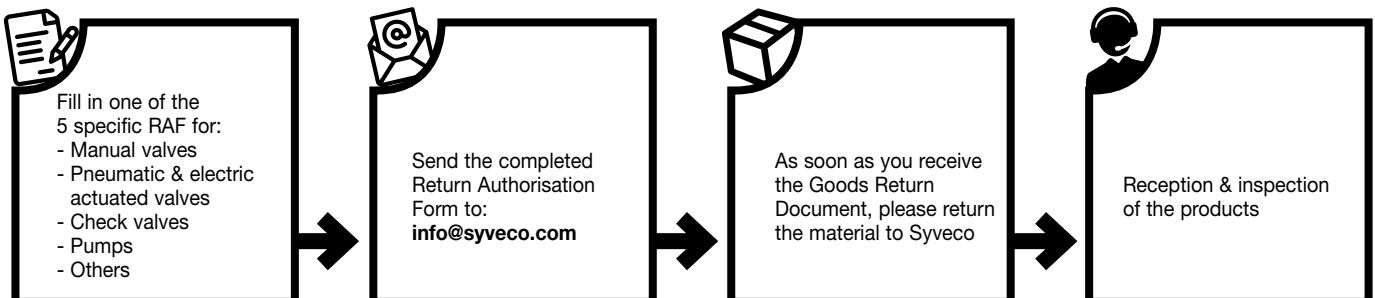 Fill in one of the
5 specific RAF for:
- Manual valves
- Pneumatic & electric
actuated valves
- Check valves
- Pumps
- Others
Send the completed
Return Authorisation
Form to:
info@syveco.com
As soon as you receive
the Goods Return
Document, please return
the material to Syveco
Reception & inspection
of the products